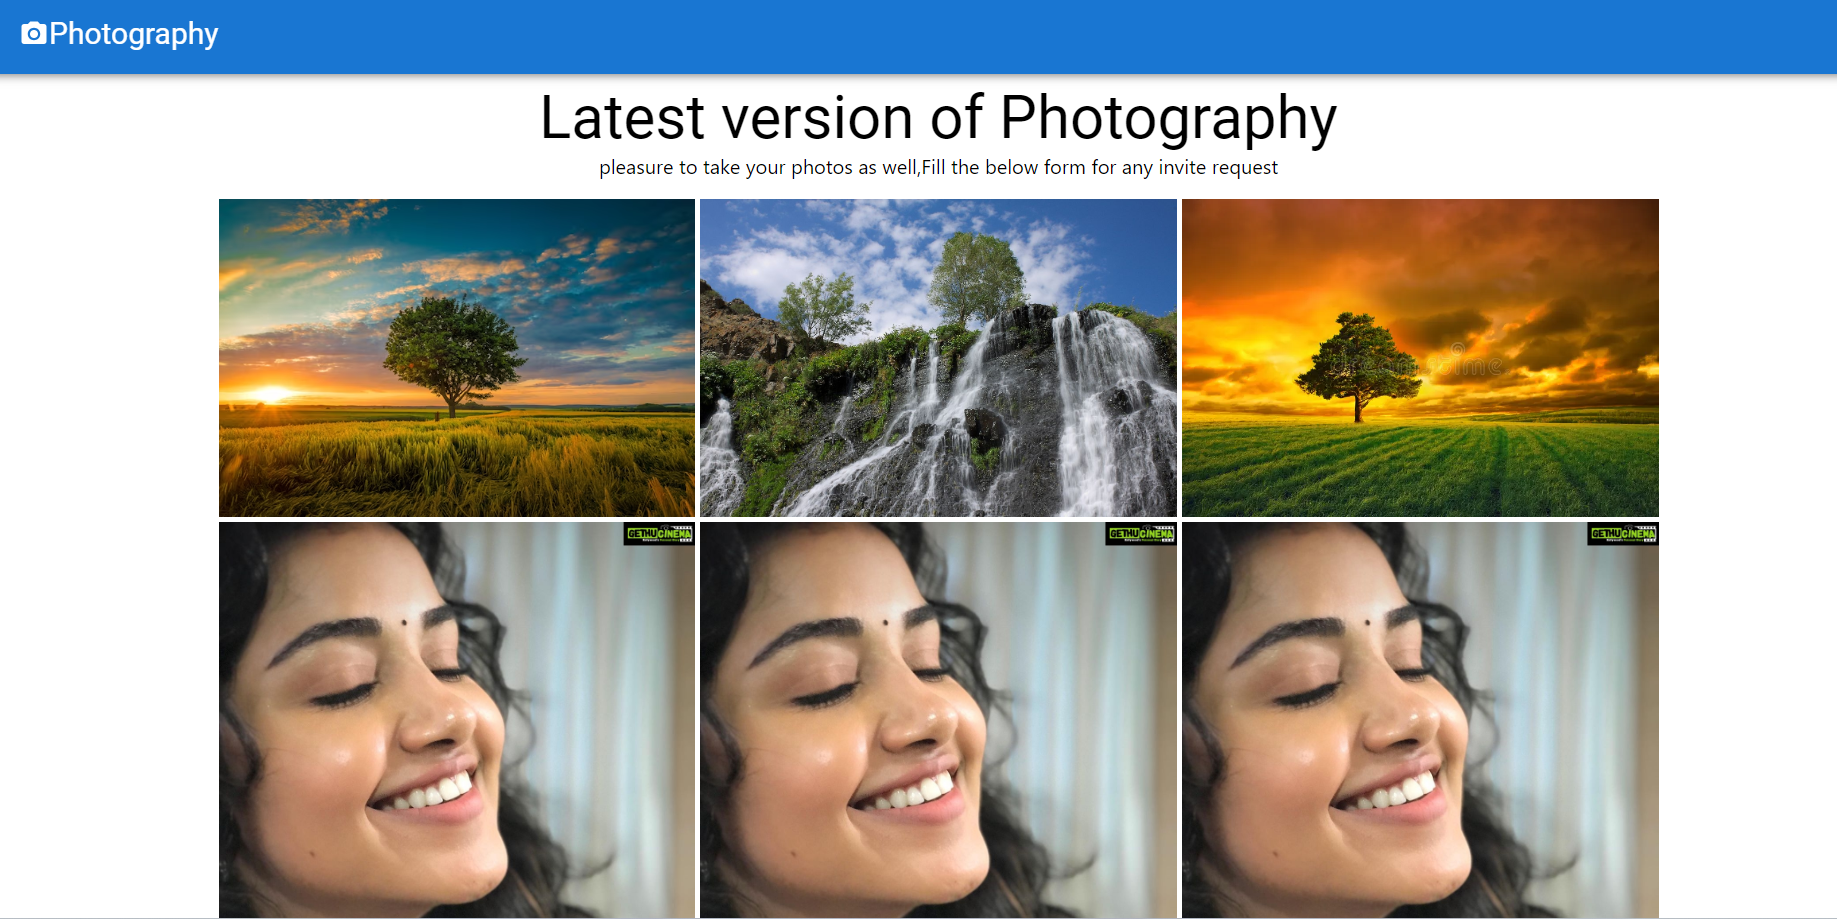 Photography
Latest version of Photography
pleasure to take your photos as well,Fill the below form for any invite request
dreamstime
GETHUCINEMA
GETHUCINEMA
GETHUCINEMA